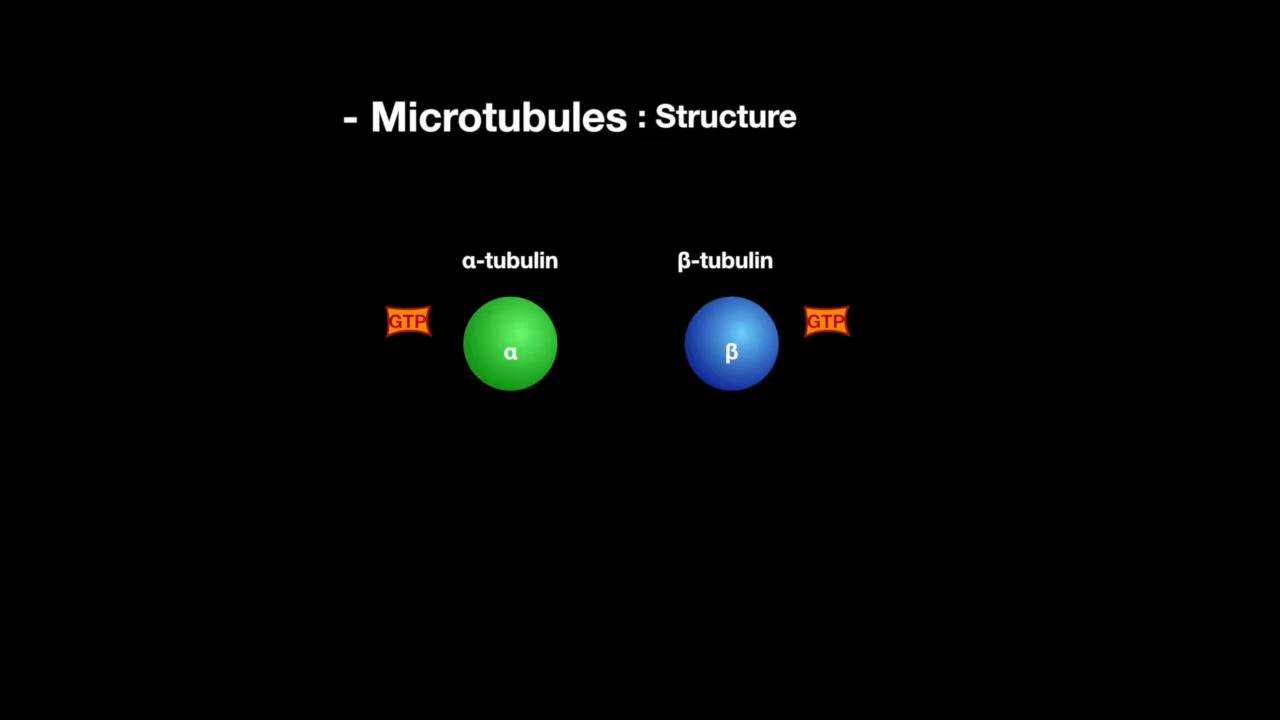 - Microtubules : Structure
α-tubulin β-tubulin
GTP GTP
α β